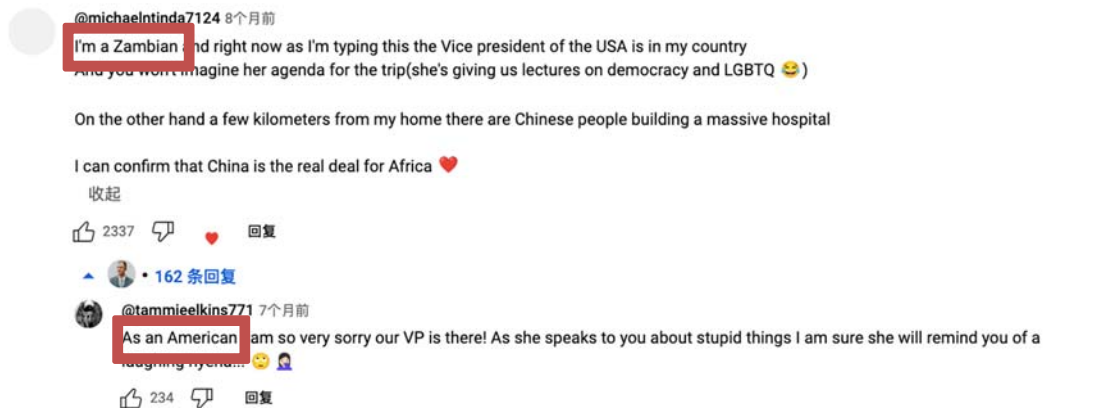 @michaelntinda7124 8个月前
I'm a Zambian and right now as I'm typing this the Vice president of the USA is in my country
And you won't imagine her agenda for the trip(she's giving us lectures on democracy and LGBTQ 😂)
On the other hand a few kilometers from my home there are Chinese people building a massive hospital
I can confirm that China is the real deal for Africa ❤️
收起
2337 回复
162 条回复
@tammieelkins771 7个月前
As an American I am so very sorry our VP is there! As she speaks to you about stupid things I am sure she will remind you of a
laughing hyena... 🙄 🤦🏻‍♀️
234 回复